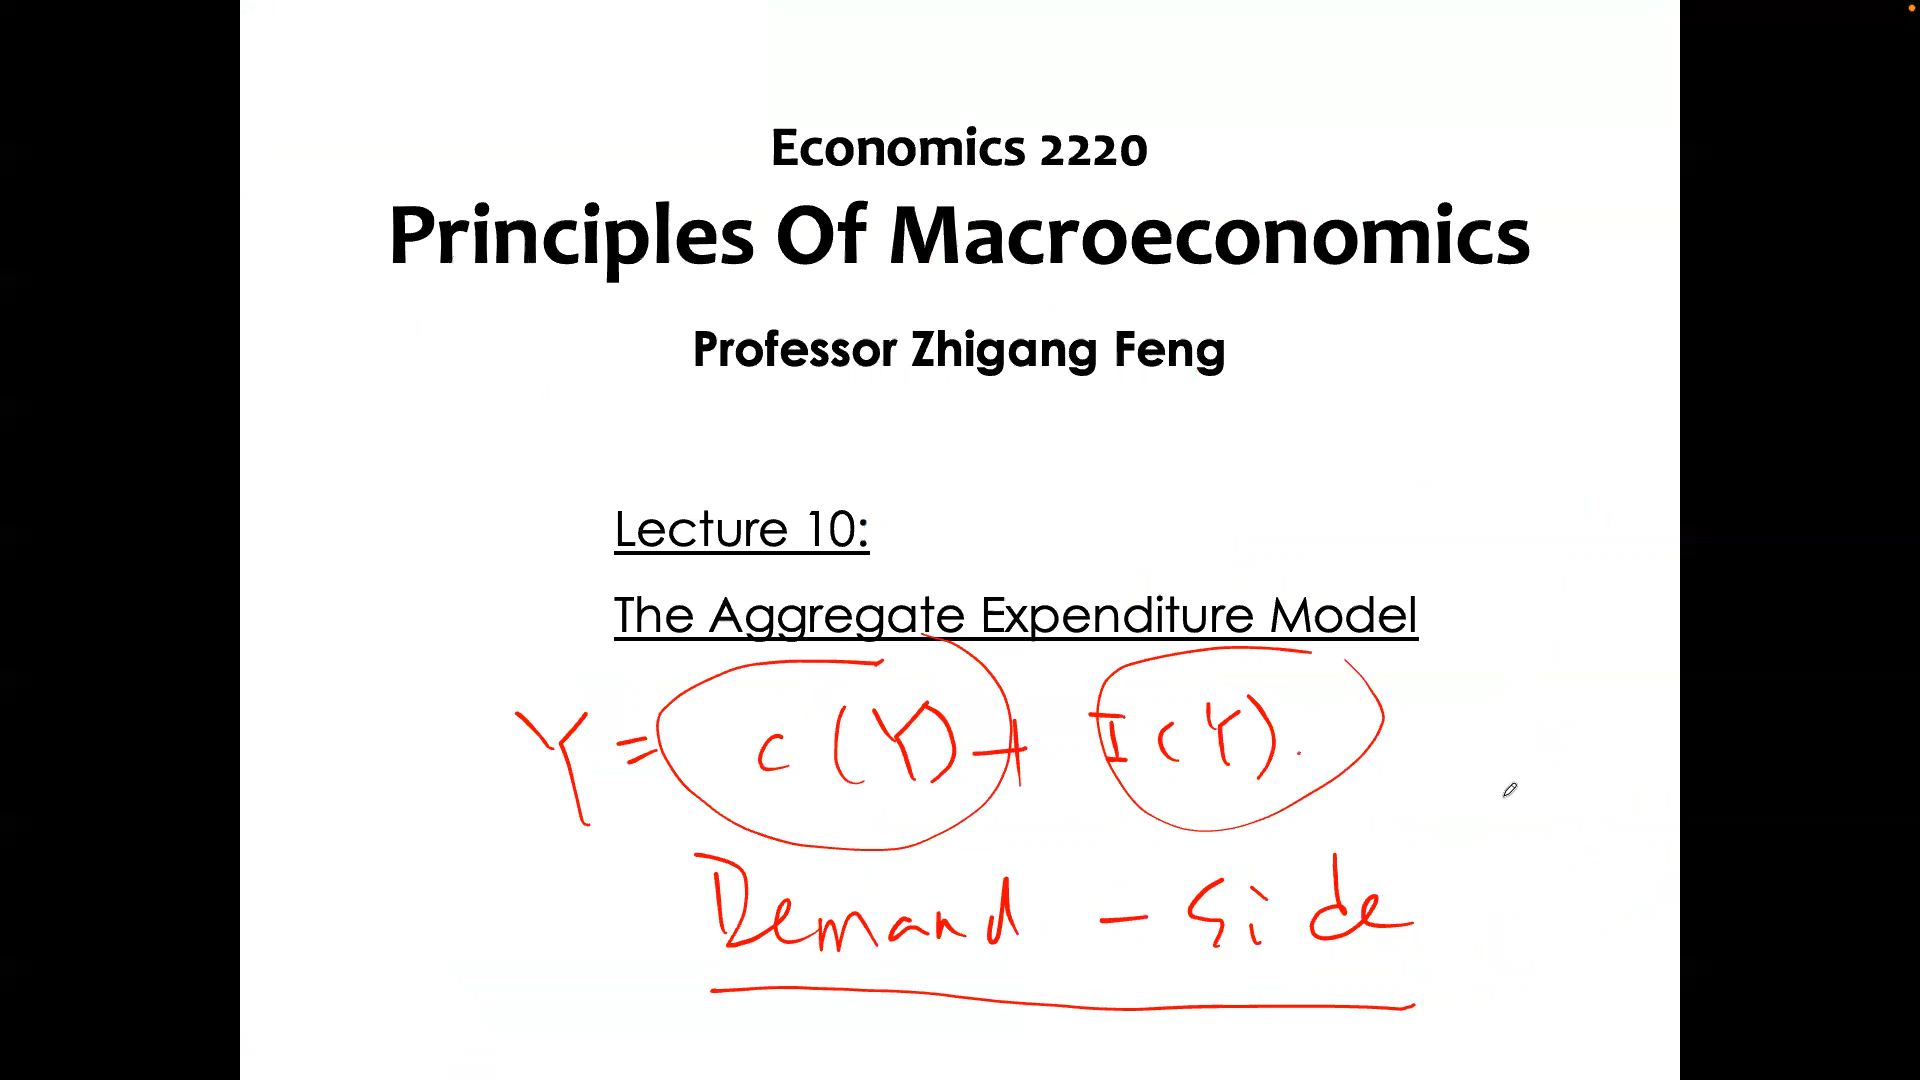 Economics 2220
Principles Of Macroeconomics
Professor Zhigang Feng
Lecture 10:
The Aggregate Expenditure Model
Y = C (Y) + I (Y).
Demand - Side